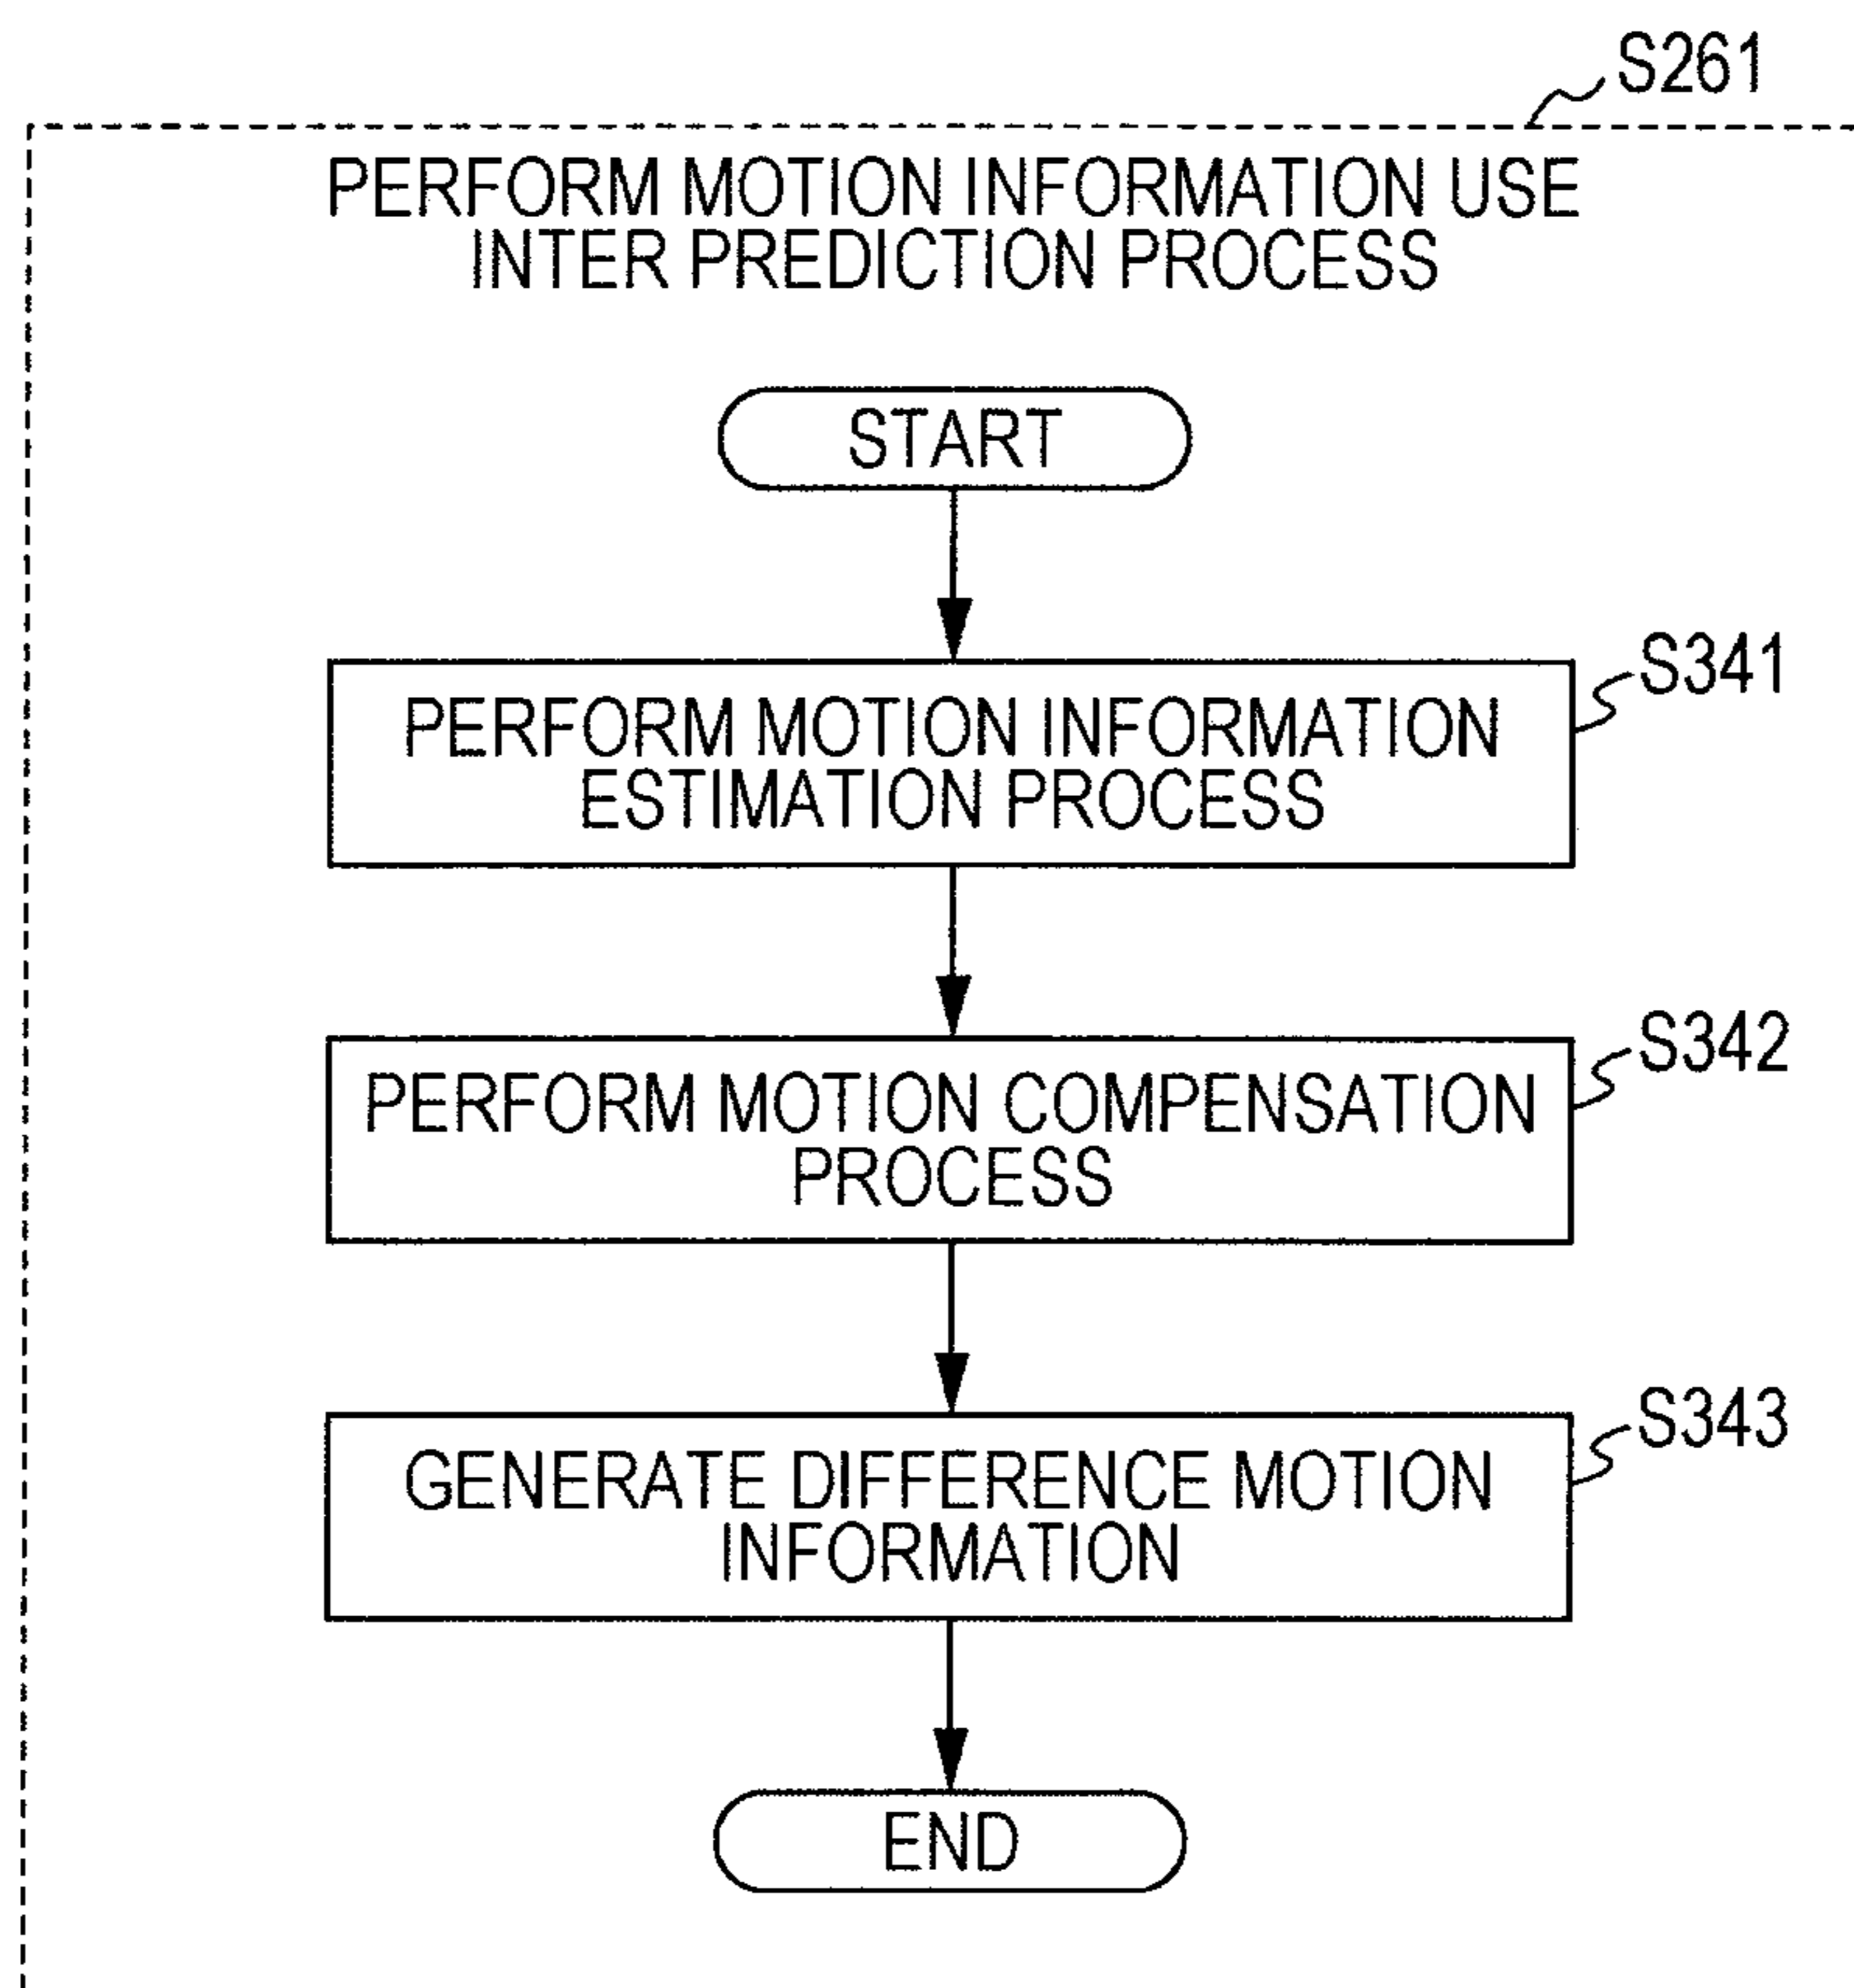 S261
PERFORM MOTION INFORMATION USE
INTER PREDICTION PROCESS
START
S341
PERFORM MOTION INFORMATION
ESTIMATION PROCESS
S342
PERFORM MOTION COMPENSATION
PROCESS
S343
GENERATE DIFFERENCE MOTION
INFORMATION
END